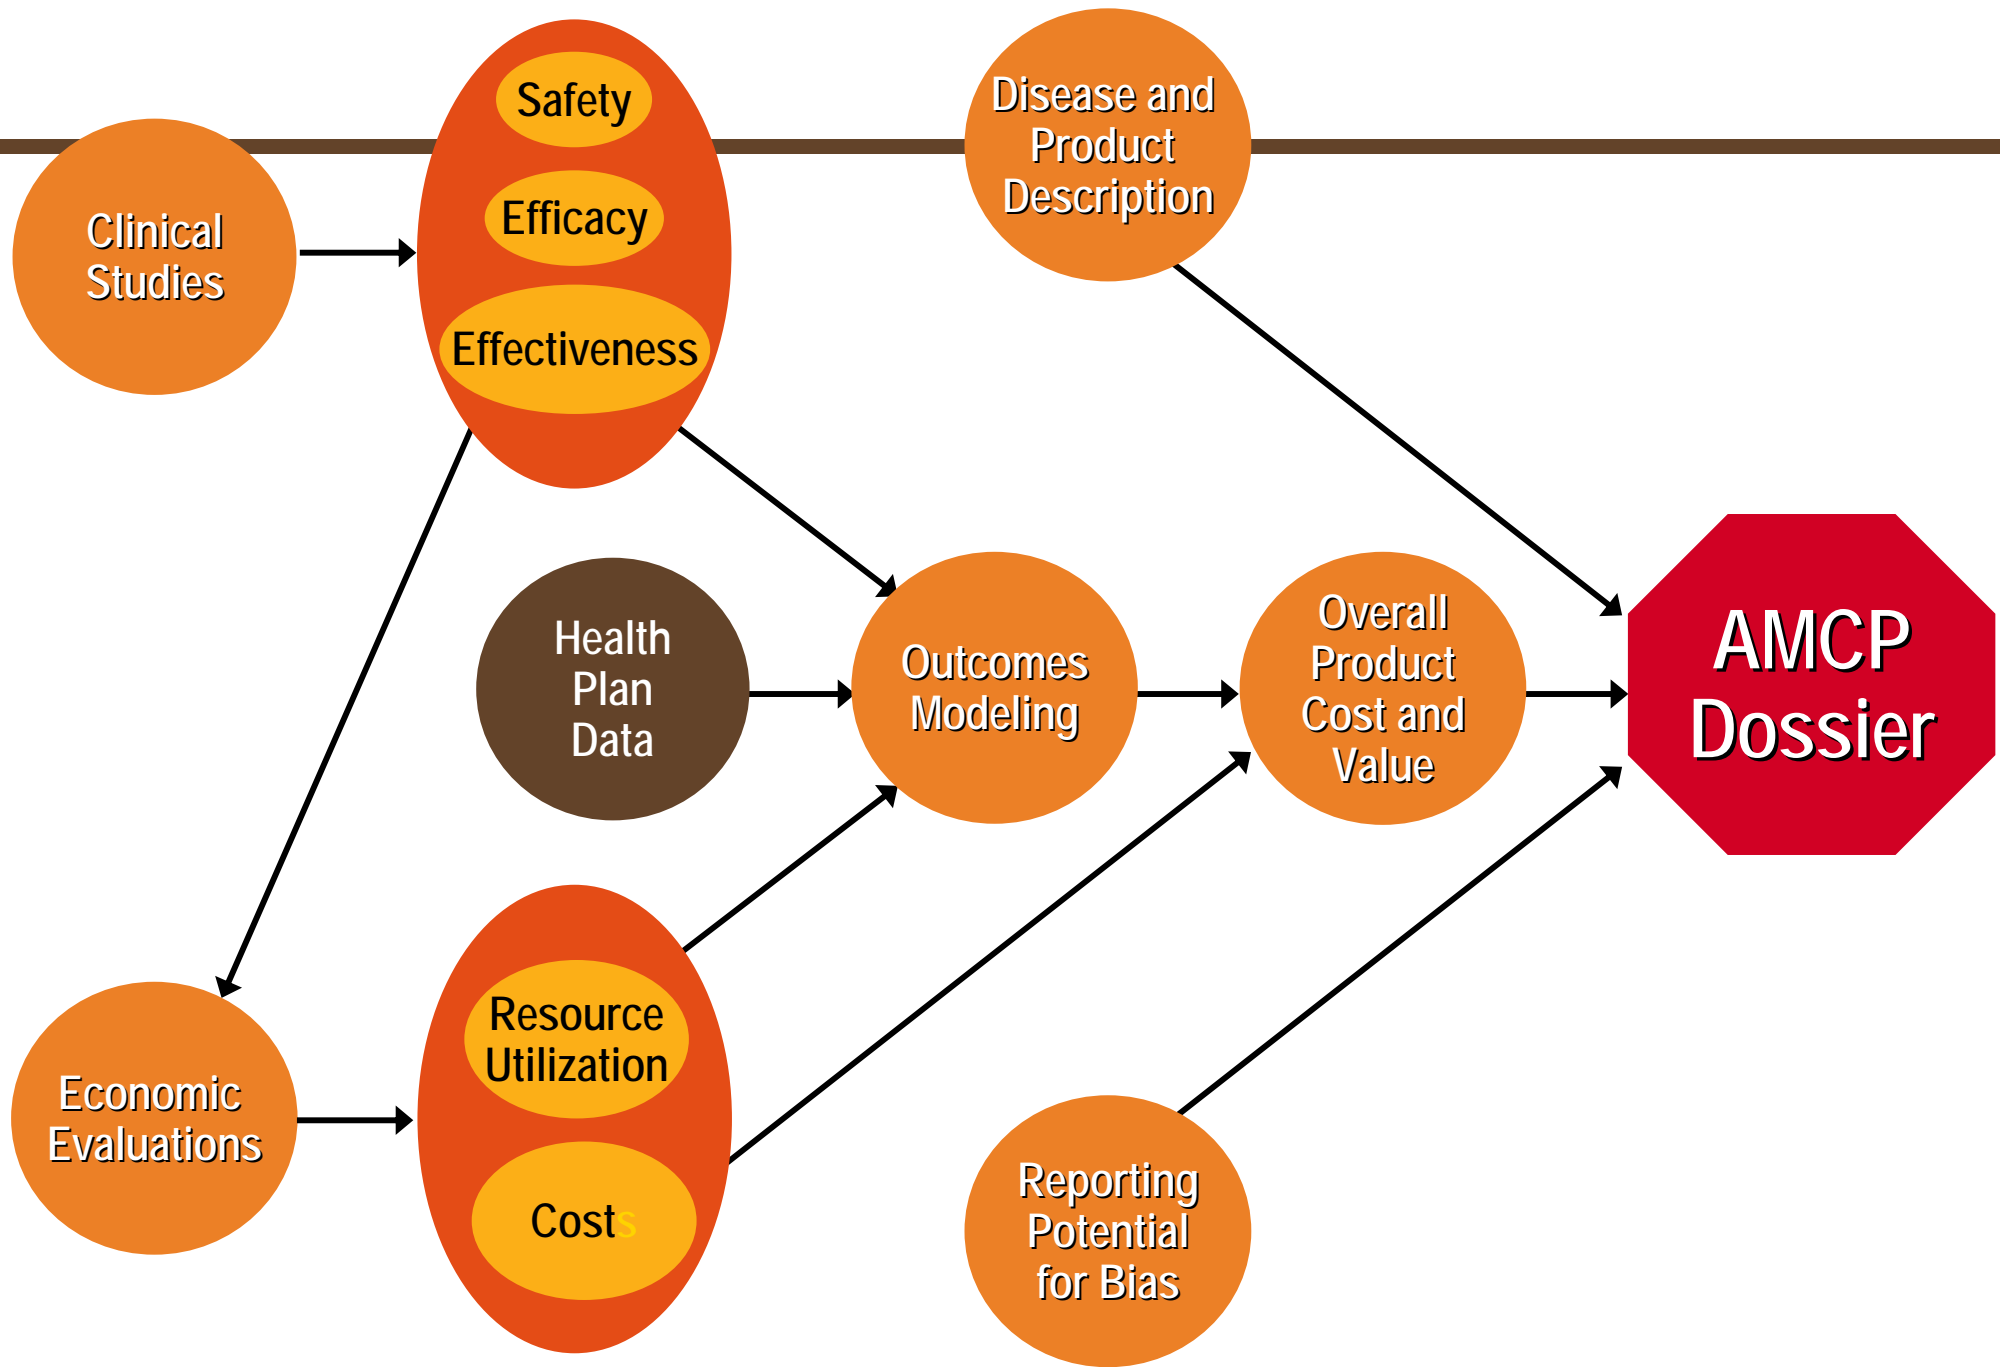 Safety
Efficacy
Effectiveness
Clinical
Studies
Disease and
Product
Description
Health
Plan
Data
Outcomes
Modeling
Overall
Product
Cost and
Value
AMCP
Dossier
Economic
Evaluations
Resource
Utilization
Costs
Reporting
Potential
for Bias